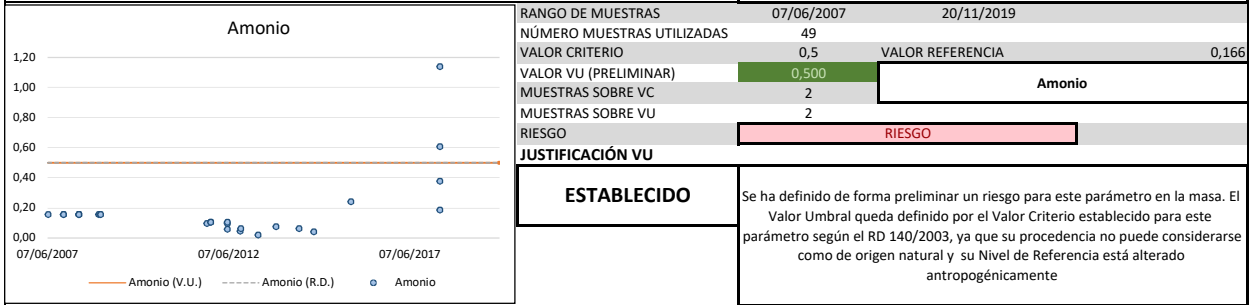 Amonio
1,20
1,00
0,80
0,60
0,40
0,20
0,00
07/06/2007 07/06/2012 07/06/2017
Amonio (V.U.) Amonio (R.D.) Amonio
RANGO DE MUESTRAS 07/06/2007 20/11/2019
NÚMERO MUESTRAS UTILIZADAS 49
VALOR CRITERIO 0,5 VALOR REFERENCIA 0,166
VALOR VU (PRELIMINAR) 0,500
Amonio
MUESTRAS SOBRE VC 2
MUESTRAS SOBRE VU 2
RIESGO RIESGO
JUSTIFICACIÓN VU
ESTABLECIDO
Se ha definido de forma preliminar un riesgo para este parámetro en la masa. El
Valor Umbral queda definido por el Valor Criterio establecido para este
parámetro según el RD 140/2003, ya que su procedencia no puede considerarse
como de origen natural y su Nivel de Referencia está alterado
antropogénicamente